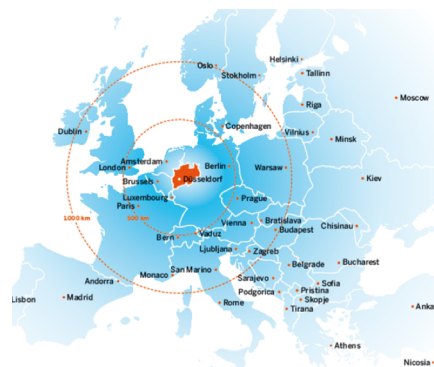 Helsinki
Oslo
Tallinn
Stockholm
Moscow
Riga
Dublin
Copenhagen
Vilnius
Minsk
Amsterdam
London
Berlin
Warsaw
Düsseldorf
Kiev
Brussels
Luxembourg
Prague
Paris
1000 km
500 km
Vienna
Bratislava
Budapest
Chisinau
Bern
Vaduz
Ljubljana
Zagreb
Belgrade
Bucharest
Andorra
Monaco
San Marino
Sarajevo
Sofia
Lisbon
Madrid
Rome
Podgorica
Pristina
Skopje
Tirana
Anka
Athens
Nicosia